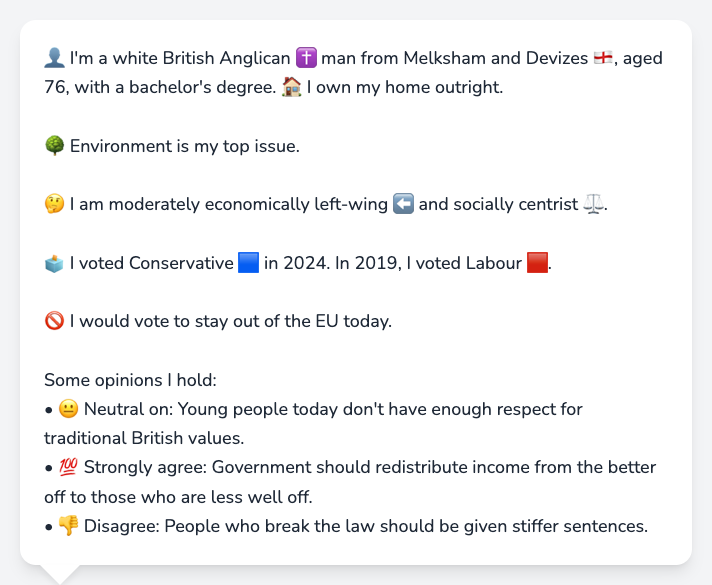 👤 I'm a white British Anglican ✝️ man from Melksham and Devizes 🏴󠁧󠁢󠁥󠁮󠁧󠁿, aged
76, with a bachelor's degree. 🏠 I own my home outright.
🌳 Environment is my top issue.
🤔 I am moderately economically left-wing ⬅️ and socially centrist ⚖️.
🗳️ I voted Conservative 🟦 in 2024. In 2019, I voted Labour 🟥.
🚫 I would vote to stay out of the EU today.
Some opinions I hold:
• 😐 Neutral on: Young people today don't have enough respect for
traditional British values.
• 💯 Strongly agree: Government should redistribute income from the better
off to those who are less well off.
• 👎 Disagree: People who break the law should be given stiffer sentences.